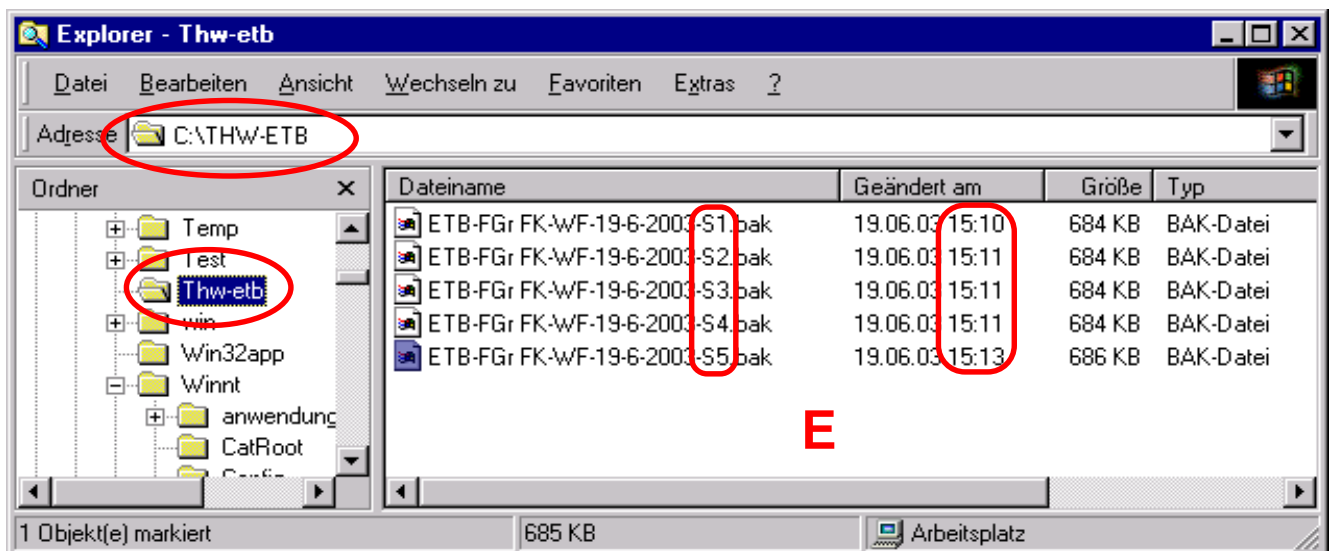 Explorer - Thw-etb
Datei Bearbeiten Ansicht Wechseln zu Favoriten Extras ?
Adresse C:\THW-ETB
Ordner
Temp
Test
Thw-etb
win
Win32app
Winnt
anwendung
CatRoot
Dateiname Geändert am Größe Typ
ETB-FGr FK-WF-19-6-2003-S1.bak 19.06.03 15:10 684 KB BAK-Datei
ETB-FGr FK-WF-19-6-2003-S2.bak 19.06.03 15:11 684 KB BAK-Datei
ETB-FGr FK-WF-19-6-2003-S3.bak 19.06.03 15:11 684 KB BAK-Datei
ETB-FGr FK-WF-19-6-2003-S4.bak 19.06.03 15:11 684 KB BAK-Datei
ETB-FGr FK-WF-19-6-2003-S5.bak 19.06.03 15:13 686 KB BAK-Datei
E
1 Objekt(e) markiert 685 KB Arbeitsplatz